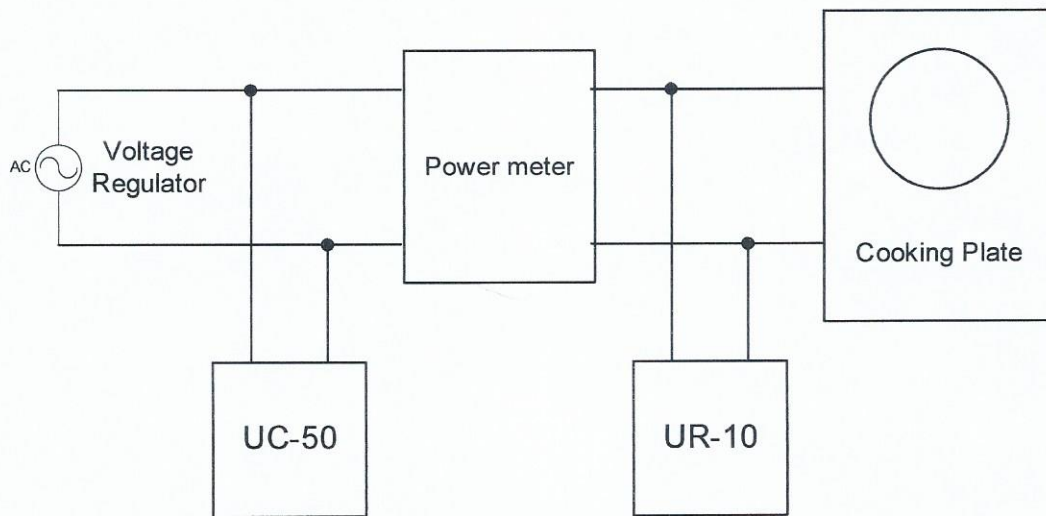 AC
Voltage
Regulator
Power meter
Cooking Plate
UC-50
UR-10